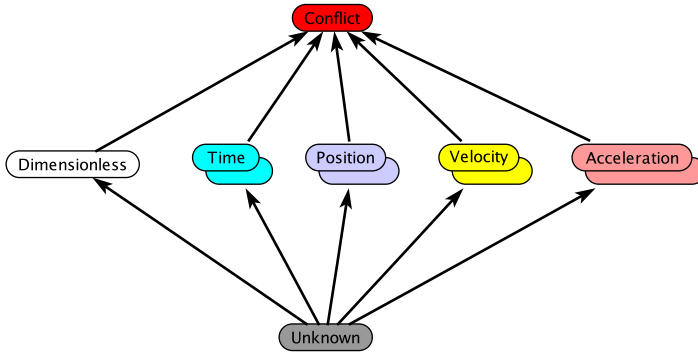 Conflict
Dimensionless
Time
Position
Velocity
Acceleration
Unknown